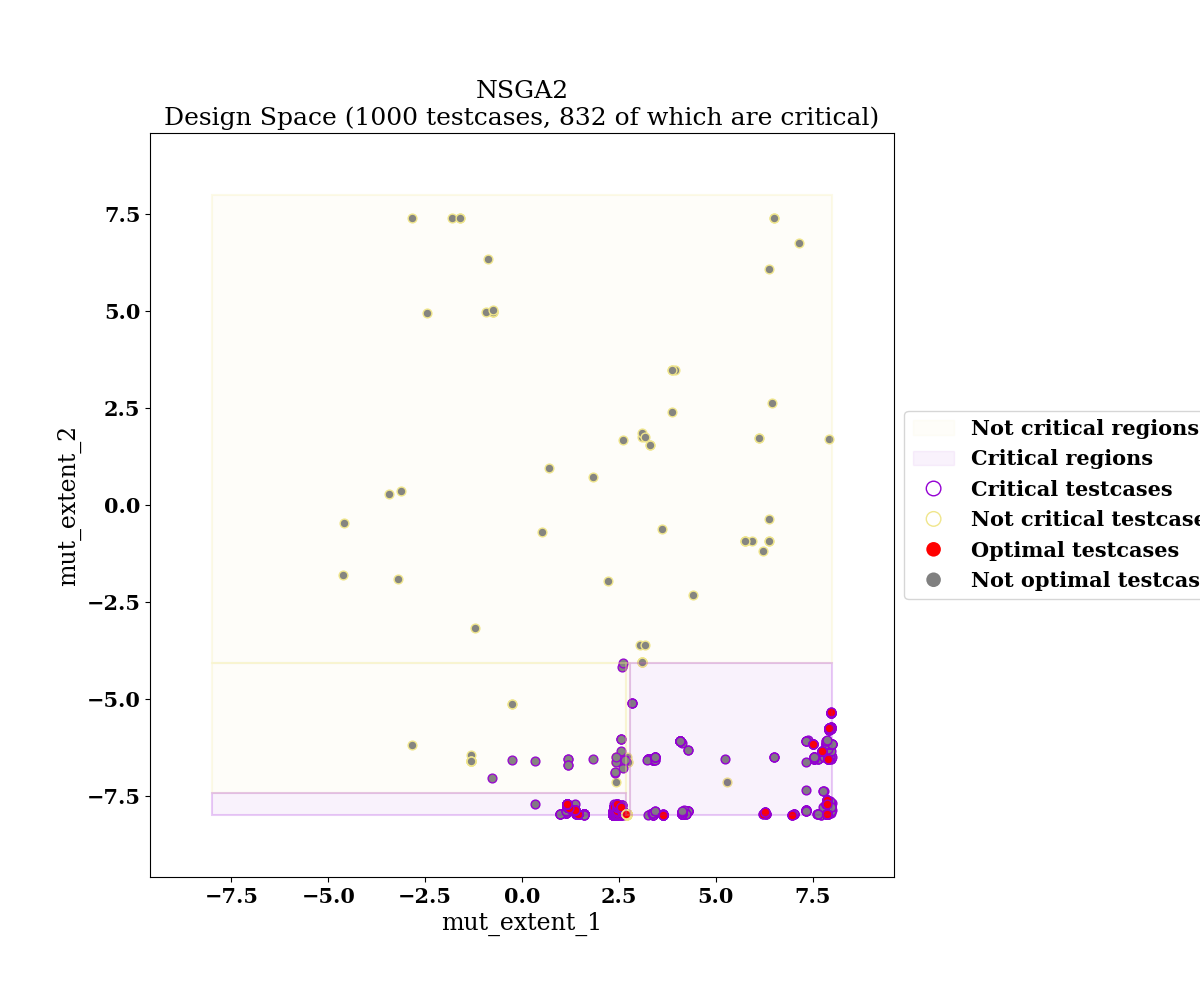 NSGA2
Design Space (1000 testcases, 832 of which are critical)
7.5
5.0
2.5
0.0
−2.5
−5.0
−7.5
mut_extent_2
−7.5
−5.0
−2.5
0.0
2.5
5.0
7.5
mut_extent_1
Not critical regions
Critical regions
Critical testcases
Not critical testcase
Optimal testcases
Not optimal testcas